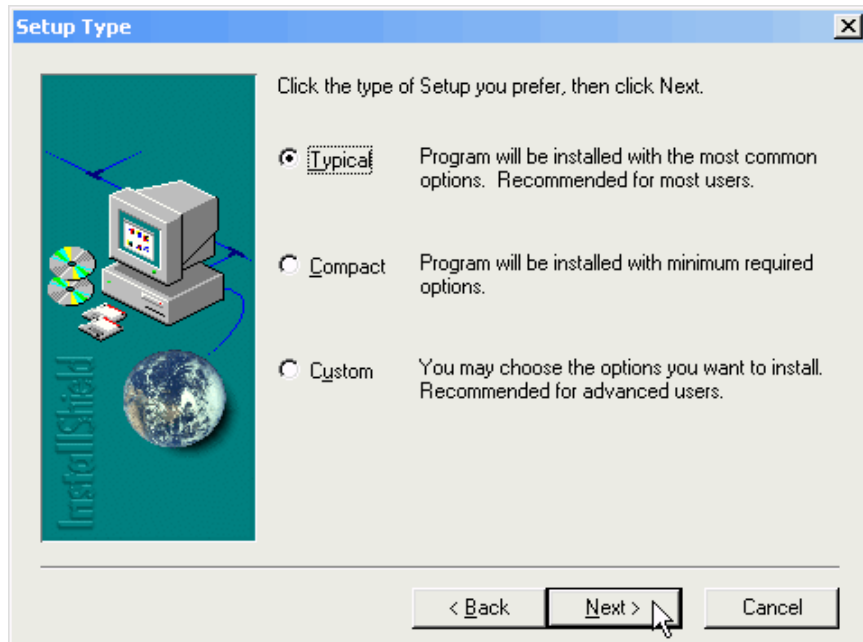 Setup Type
Click the type of Setup you prefer, then click Next.
Typical
Program will be installed with the most common
options. Recommended for most users.
Compact
Program will be installed with minimum required
options.
Custom
You may choose the options you want to install.
Recommended for advanced users.
InstallShield
< Back
Next >
Cancel